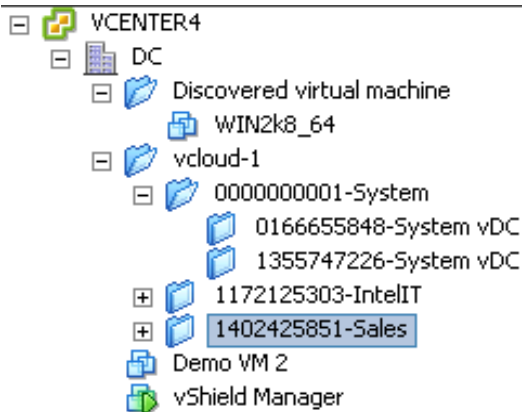 VCENTER4
DC
Discovered virtual machine
WIN2k8_64
vcloud-1
0000000001-System
0166655848-System vDC
1355747226-System vDC
1172125303-IntelIT
1402425851-Sales
Demo VM 2
vShield Manager